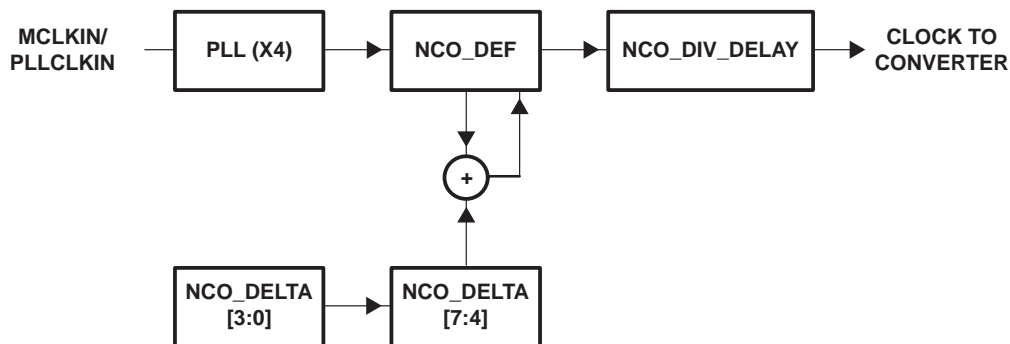 MCLKIN/
PLLCLKIN
PLL (X4)
NCO_DEF
NCO_DIV_DELAY
CLOCK TO
CONVERTER
+
NCO_DELTA
[3:0]
NCO_DELTA
[7:4]